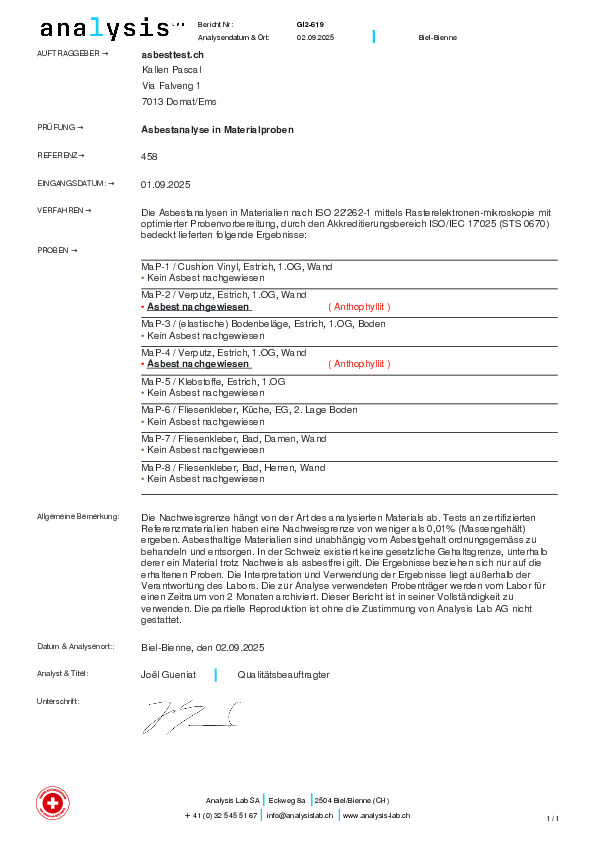 analysis
Bericht Nr: GI2-619
Analysendatum & Ort: 02.09.2025 Biel-Bienne
AUFTRAGGEBER → asbesttest.ch
Kallen Pascal
Via Falveng 1
7013 Domat/Ems
PRÜFUNG → Asbestanalyse in Materialproben
REFERENZ→ 458
EINGANGSDATUM: → 01.09.2025
VERFAHREN → Die Asbestanalysen in Materialien nach ISO 22'262-1 mittels Rasterelektronen-mikroskopie mit
optimierter Probenvorbereitung, durch den Akkreditierungsbereich ISO/IEC 17025 (STS 0670)
bedeckt lieferten folgende Ergebnisse:
PROBEN →
MaP-1 / Cushion Vinyl, Estrich, 1.OG, Wand
• Kein Asbest nachgewiesen
MaP-2 / Verputz, Estrich, 1.OG, Wand
• Asbest nachgewiesen ( Anthophyllit )
MaP-3 / (elastische) Bodenbeläge, Estrich, 1.OG, Boden
• Kein Asbest nachgewiesen
MaP-4 / Verputz, Estrich, 1.OG, Wand
• Asbest nachgewiesen ( Anthophyllit )
MaP-5 / Klebstoffe, Estrich, 1.OG
• Kein Asbest nachgewiesen
MaP-6 / Fliesenkleber, Küche, EG, 2. Lage Boden
• Kein Asbest nachgewiesen
MaP-7 / Fliesenkleber, Bad, Damen, Wand
• Kein Asbest nachgewiesen
MaP-8 / Fliesenkleber, Bad, Herren, Wand
• Kein Asbest nachgewiesen
Allgemeine Bemerkung: Die Nachweisgrenze hängt von der Art des analysierten Materials ab. Tests an zertifizierten
Referenzmaterialien haben eine Nachweisgrenze von weniger als 0,01% (Massengehält)
ergeben. Asbesthaltige Materialien sind unabhängig vom Asbestgehalt ordnungsgemäss zu
behandeln und entsorgen. In der Schweiz existiert keine gesetzliche Gehaltsgrenze, unterhalb
derer ein Material trotz Nachweis als asbestfrei gilt. Die Ergebnisse beziehen sich nur auf die
erhaltenen Proben. Die Interpretation und Verwendung der Ergebnisse liegt außerhalb der
Verantwortung des Labors. Die zur Analyse verwendeten Probenträger werden vom Labor für
einen Zeitraum von 2 Monaten archiviert. Dieser Bericht ist in seiner Vollständigkeit zu
verwenden. Die partielle Reproduktion ist ohne die Zustimmung von Analysis Lab AG nicht
gestattet.
Datum & Analysenort:: Biel-Bienne, den 02.09.2025
Analyst & Titel: Joël Gueniat Qualitätsbeauftragter
Unterschrift:
Analysis Lab SA Eckweg 8a 2504 Biel/Bienne (CH)
+ 41 (0) 32 545 51 67 info@analysislab.ch www.analysis-lab.ch
1 / 1